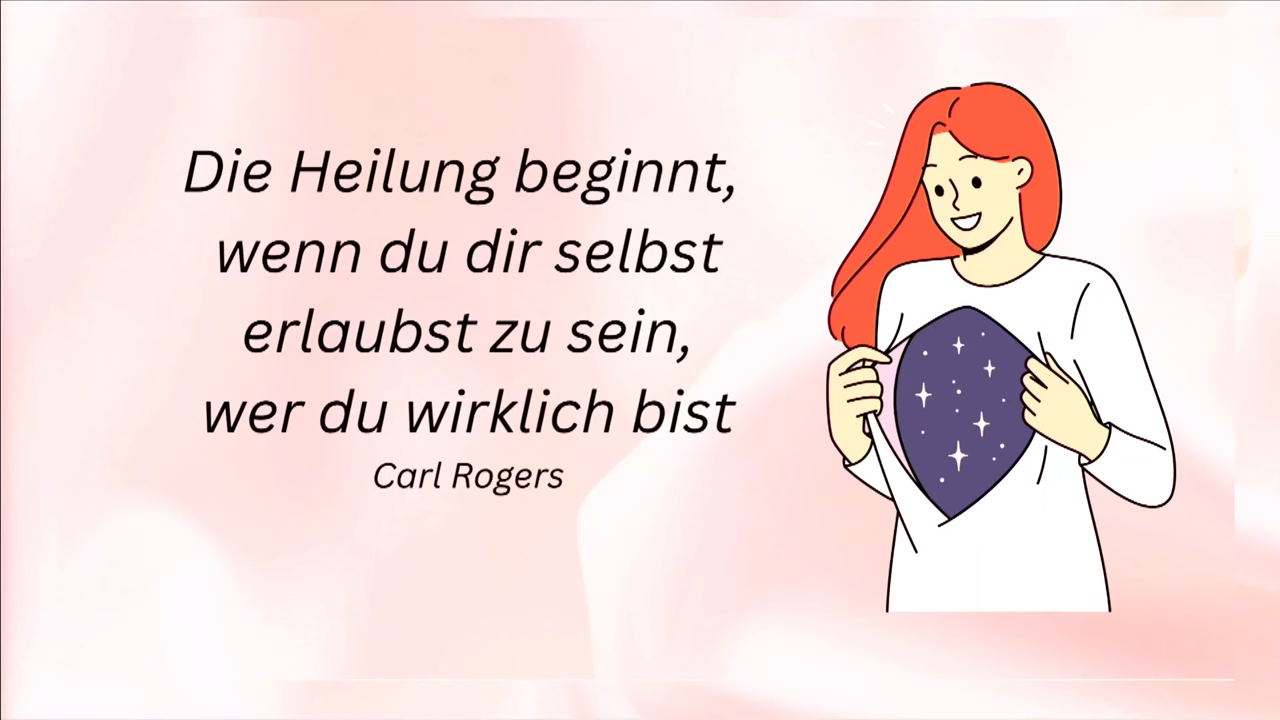 Die Heilung beginnt,
wenn du dir selbst
erlaubst zu sein,
wer du wirklich bist
Carl Rogers